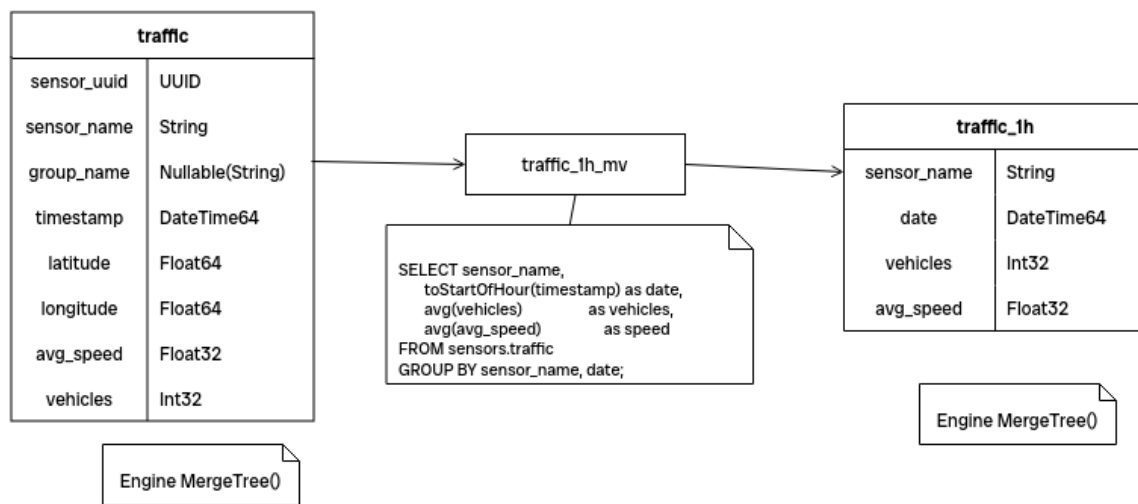 traffic
sensor_uuid UUID
sensor_name String
group_name Nullable(String)
timestamp DateTime64
latitude Float64
longitude Float64
avg_speed Float32
vehicles Int32
Engine MergeTree()
traffic_1h_mv
SELECT sensor_name,
toStartOfHour(timestamp) as date,
avg(vehicles) as vehicles,
avg(avg_speed) as speed
FROM sensors.traffic
GROUP BY sensor_name, date;
traffic_1h
sensor_name String
date DateTime64
vehicles Int32
avg_speed Float32
Engine MergeTree()